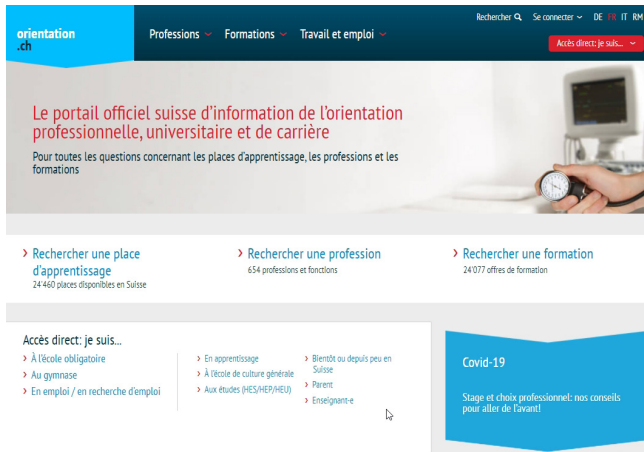 Rechercher Se connecter DE FR IT RM
orientation
.ch
Professions Formations Travail et emploi
Accès direct: je suis...
Le portail officiel suisse d'information de l'orientation
professionnelle, universitaire et de carrière
Pour toutes les questions concernant les places d'apprentissage, les professions et les
formations
Rechercher une place
d'apprentissage
24'460 places disponibles en Suisse
Rechercher une profession
654 professions et fonctions
Rechercher une formation
24'077 offres de formation
Accès direct: je suis...
À l'école obligatoire
Au gymnase
En emploi / en recherche d'emploi
En apprentissage
À l'école de culture générale
Aux études (HES/HEP/HEU)
Bientôt ou depuis peu en
Suisse
Parent
Enseignant-e
Covid-19
Stage et choix professionnel: nos conseils
pour aller de l'avant!